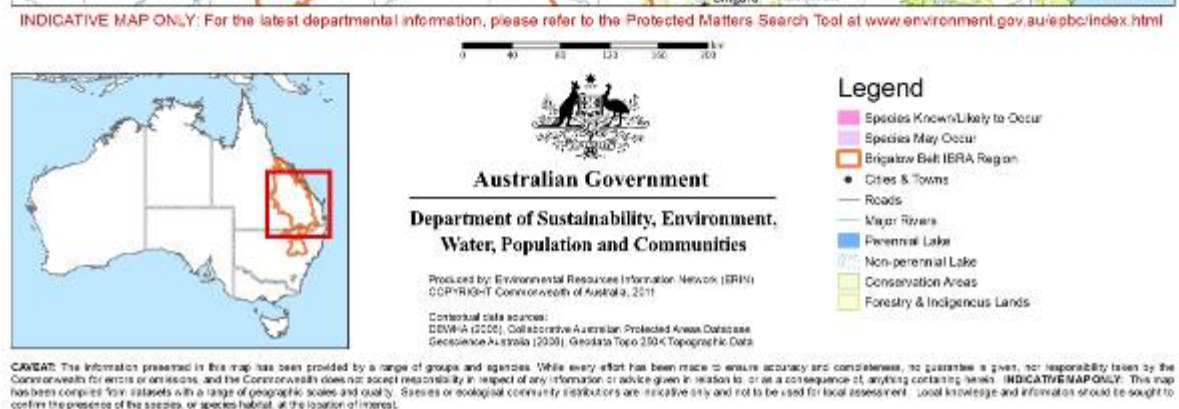 INDICATIVE MAP ONLY: For the latest departmental information, please refer to the Protected Matters Search Tool at www.environment.gov.au/epbc/index.html
km
0 40 80 120 160 200
Australian Government
Department of Sustainability, Environment,
Water, Population and Communities
Produced by: Environmental Resources Information Network (ERIN)
COPYRIGHT Commonwealth of Australia, 2011
Contextual data sources:
DEWHA (2006), Collaborative Australian Protected Areas Database
Geoscience Australia (2006), Geodata Topo 250K Topographic Data
Legend
Species Known/Likely to Occur
Species May Occur
Brigalow Belt IBRA Region
Cities & Towns
Roads
Major Rivers
Perennial Lake
Non-perennial Lake
Conservation Areas
Forestry & Indigenous Lands
CAVEAT: The information presented in this map has been provided by a range of groups and agencies. While every effort has been made to ensure accuracy and completeness, no guarantee is given, nor responsibility taken by the
Commonwealth for errors or omissions, and the Commonwealth does not accept responsibility in respect of any information or advice given in relation to, or as a consequence of, anything containing herein. INDICATIVE MAP ONLY: This map
has been compiled from datasets with a range of geographic scales and quality. Species or ecological community distributions are indicative only and not to be used for local assessment. Local knowledge and information should be sought to
confirm the presence of the species, or species habitat, at the location of interest.